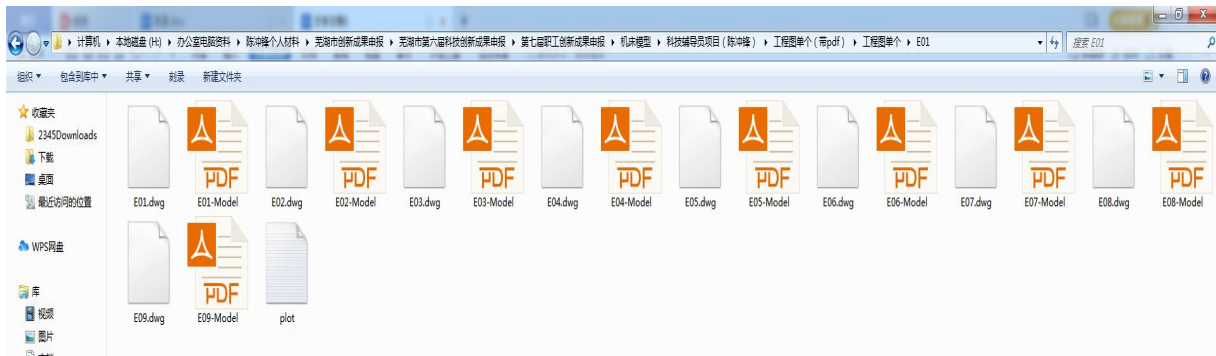 计算机 ▸ 本地磁盘 (H:) ▸ 办公室电脑资料 ▸ 陈冲锋个人材料 ▸ 芜湖市创新成果申报 ▸ 芜湖市第六届科技创新成果申报 ▸ 第七届职工创新成果申报 ▸ 机床模型 ▸ 科技辅导员项目 (陈冲锋) ▸ 工程图单个 (带pdf) ▸ 工程图单个 ▸ E01
搜索 E01
组织 包含到库中 共享 刻录 新建文件夹
收藏夹
2345Downloads
下载
桌面
最近访问的位置
WPS网盘
库
视频
图片
PDF PDF PDF PDF PDF PDF PDF PDF
E01.dwg E01-Model E02.dwg E02-Model E03.dwg E03-Model E04.dwg E04-Model E05.dwg E05-Model E06.dwg E06-Model E07.dwg E07-Model E08.dwg E08-Model
PDF
E09.dwg E09-Model plot